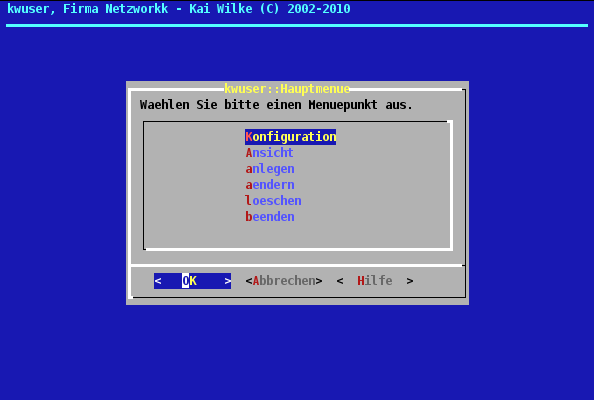 kwuser, Firma Netzworkk - Kai Wilke (C) 2002-2010
kwuser::Hauptmenue
Waehlen Sie bitte einen Menuepunkt aus.
Konfiguration
Ansicht
anlegen
aendern
loeschen
beenden
<   OK    >  <Abbrechen>  <  Hilfe  >